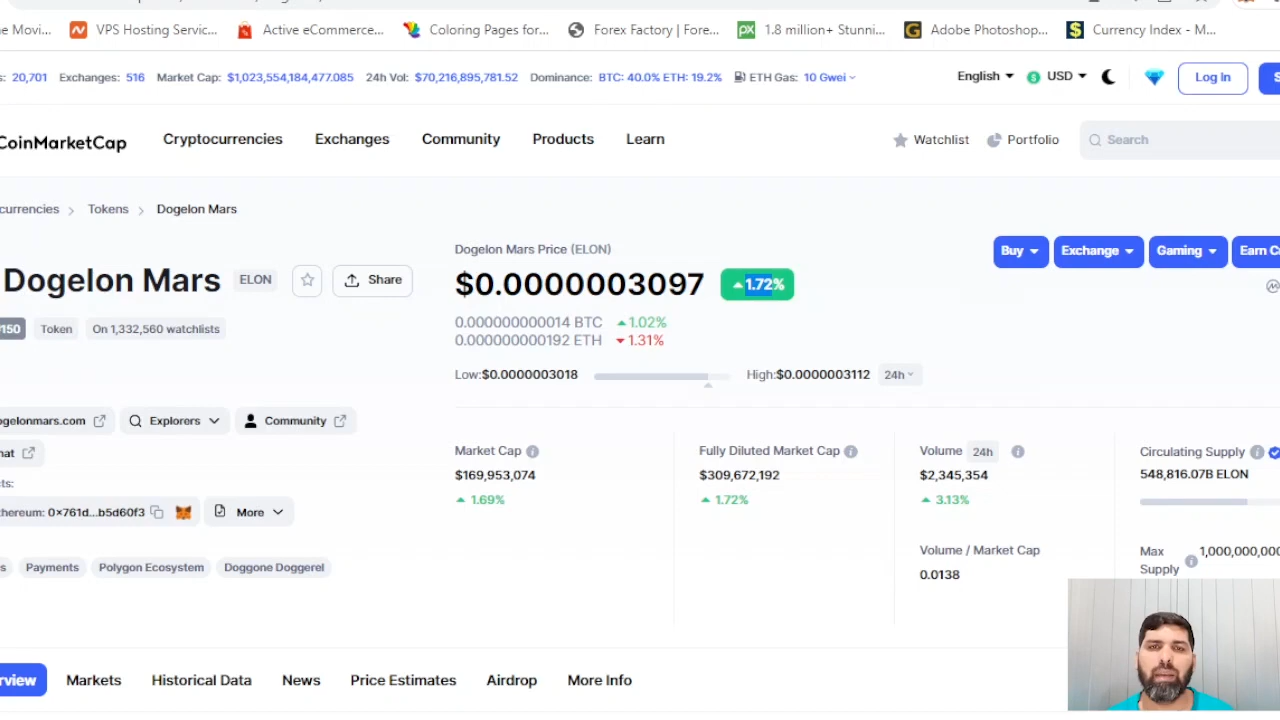 e Movi... VPS Hosting Servic... Active eCommerce... Coloring Pages for... Forex Factory | Fore... PX 1.8 million+ Stunni... Adobe Photoshop... Currency Index - M...
s: 20,701 Exchanges: 516 Market Cap: $1,023,554,184,477.085 24h Vol: $70,216,895,781.52 Dominance: BTC: 40.0% ETH: 19.2% ETH Gas: 10 Gwei English USD Log In S
CoinMarketCap Cryptocurrencies Exchanges Community Products Learn Watchlist Portfolio Search
currencies Tokens Dogelon Mars
Dogelon Mars Price (ELON) Buy Exchange Gaming Earn C
Dogelon Mars ELON Share $0.0000003097 1.72%
0.000000000014 BTC 1.02%
#150 Token On 1,332,560 watchlists
0.000000000192 ETH 1.31%
Low:$0.0000003018 High:$0.0000003112 24h
ogelonmars.com Explorers Community
hat
Market Cap Fully Diluted Market Cap Volume 24h Circulating Supply
$169,953,074 $309,672,192 $2,345,354 548,816.07B ELON
cts:
1.69% 1.72% 3.13%
thereum: 0x761d...b5d60f3 More
Volume / Market Cap Max Supply 1,000,000,000
0.0138
s Payments Polygon Ecosystem Doggone Doggerel
rview Markets Historical Data News Price Estimates Airdrop More Info